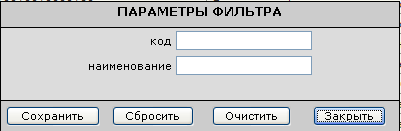 ПАРАМЕТРЫ ФИЛЬТРА
код
наименование
Сохранить Сбросить Очистить Закрыть